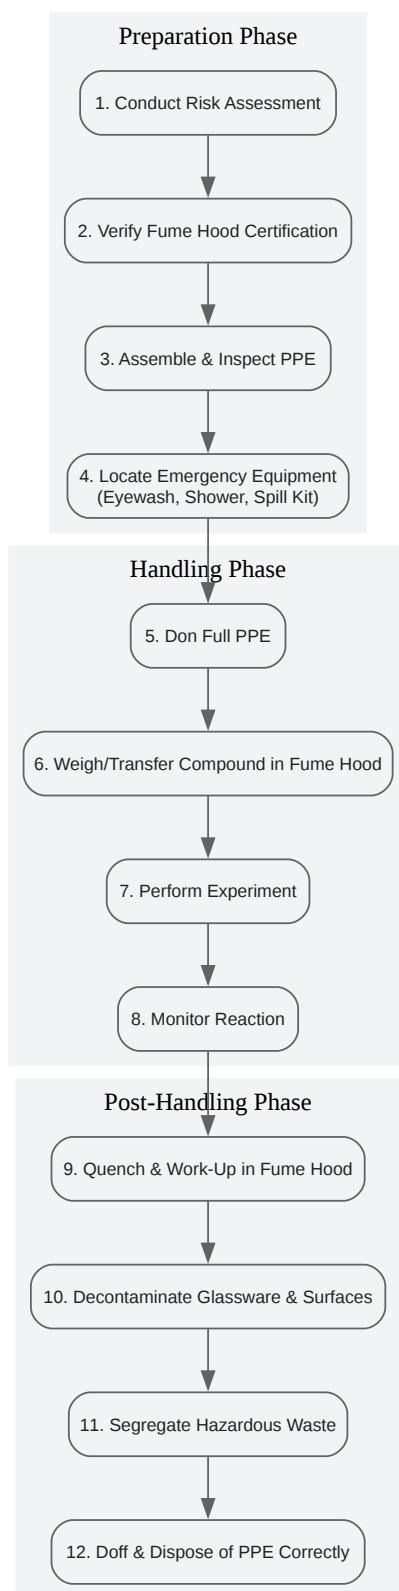 Preparation Phase
1. Conduct Risk Assessment
2. Verify Fume Hood Certification
3. Assemble & Inspect PPE
4. Locate Emergency Equipment
(Eyewash, Shower, Spill Kit)
Handling Phase
5. Don Full PPE
6. Weigh/Transfer Compound in Fume Hood
7. Perform Experiment
8. Monitor Reaction
Post-Handling Phase
9. Quench & Work-Up in Fume Hood
10. Decontaminate Glassware & Surfaces
11. Segregate Hazardous Waste
12. Doff & Dispose of PPE Correctly